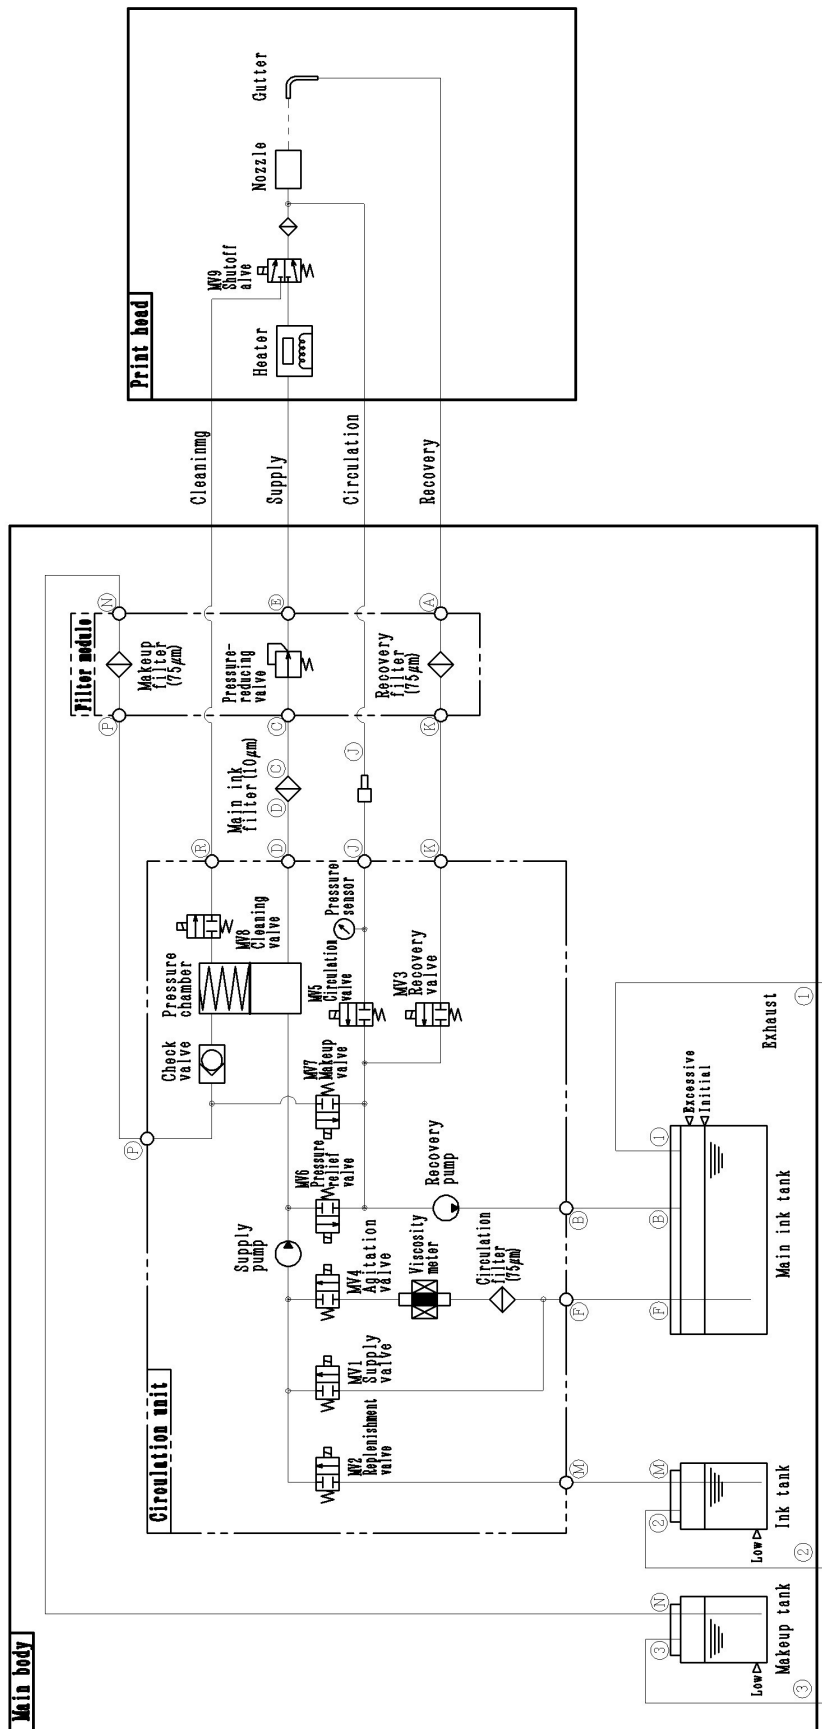 Main body
Print head
Gutter
Nozzle
MV9
Shutoff
alve
Heater
Cleaninmg
Supply
Circulation
Recovery
Filter module
N
P
Makeup
filter
(75μm)
E
C
Pressure-
reducing
valve
A
K
Recovery
filter
(75μm)
Main ink
filter(10μm)
C
D
J
Circulation unit
R
D
J
K
P
MV8
Cleaning
valve
Pressure
chamber
Check
valve
Pressure
sensor
MV5
Circulation
valve
MV3
Recovery
valve
MV7
Makeup
valve
MV6
Pressure
relief
valve
Supply
pump
Recovery
pump
MV4
Agitation
valve
Viscosity
meter
Circulation
filter
(75μm)
MV1
Supply
valve
MV2
Replenishment
valve
B
F
M
Exhaust
1
Excessive
Initial
1
B
F
Main ink tank
M
2
Low
Ink tank
2
N
3
Low
Makeup tank
3